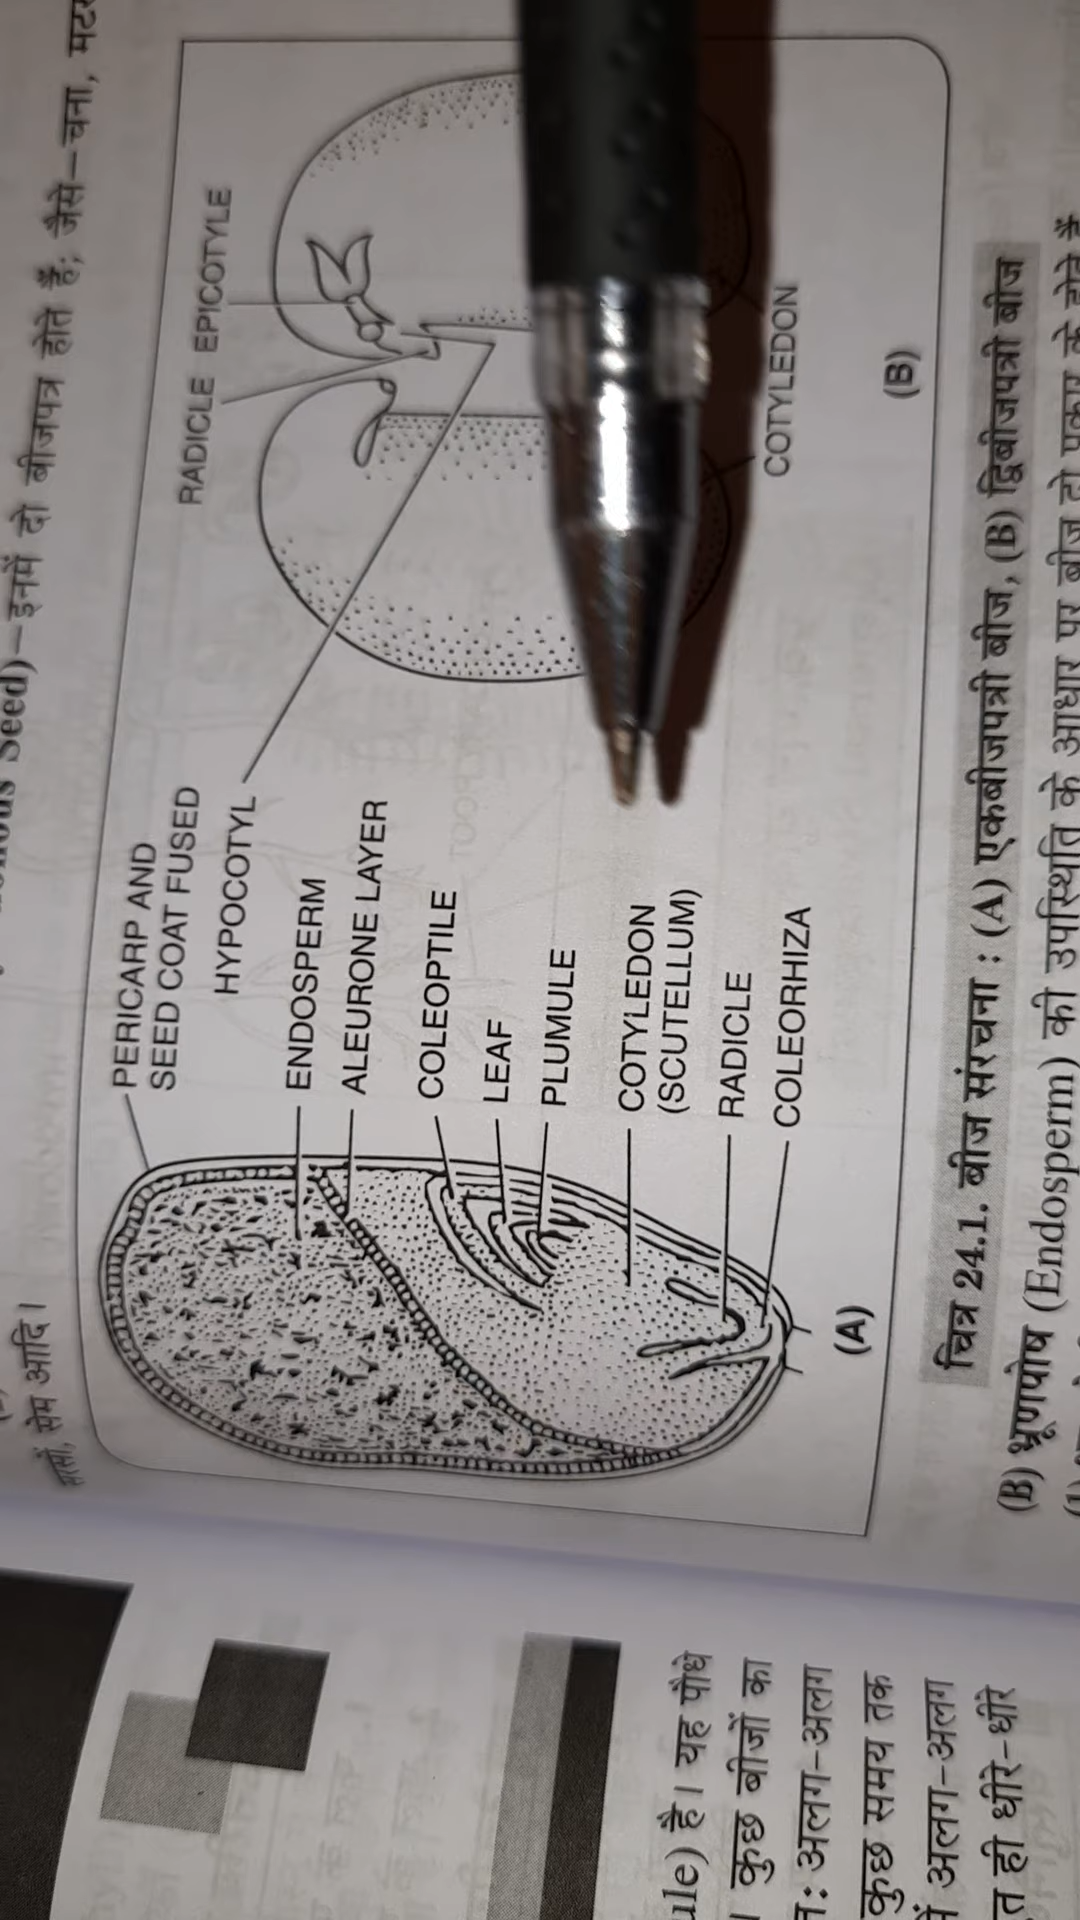 सरसों, सेम आदि।
Seed)–इनमें दो बीजपत्र होते हैं; जैसे–चना, मटर
PERICARP AND
SEED COAT FUSED
HYPOCOTYL
ENDOSPERM
ALEURONE LAYER
COLEOPTILE
LEAF
PLUMULE
COTYLEDON
(SCUTELLUM)
RADICLE
COLEORHIZA
(A)
RADICLE EPICOTYLE
COTYLEDON
(B)
चित्र 24.1. बीज संरचना : (A) एकबीजपत्री बीज, (B) द्विबीजपत्री बीज
(B) भ्रूणपोष (Endosperm) की उपस्थिति के आधार पर बीज दो प्रकार के होते हैं
(1)
ule) है। यह पौधे
। कुछ बीजों का
: अलग-अलग
कुछ समय तक
में अलग-अलग
ही धीरे-धीरे